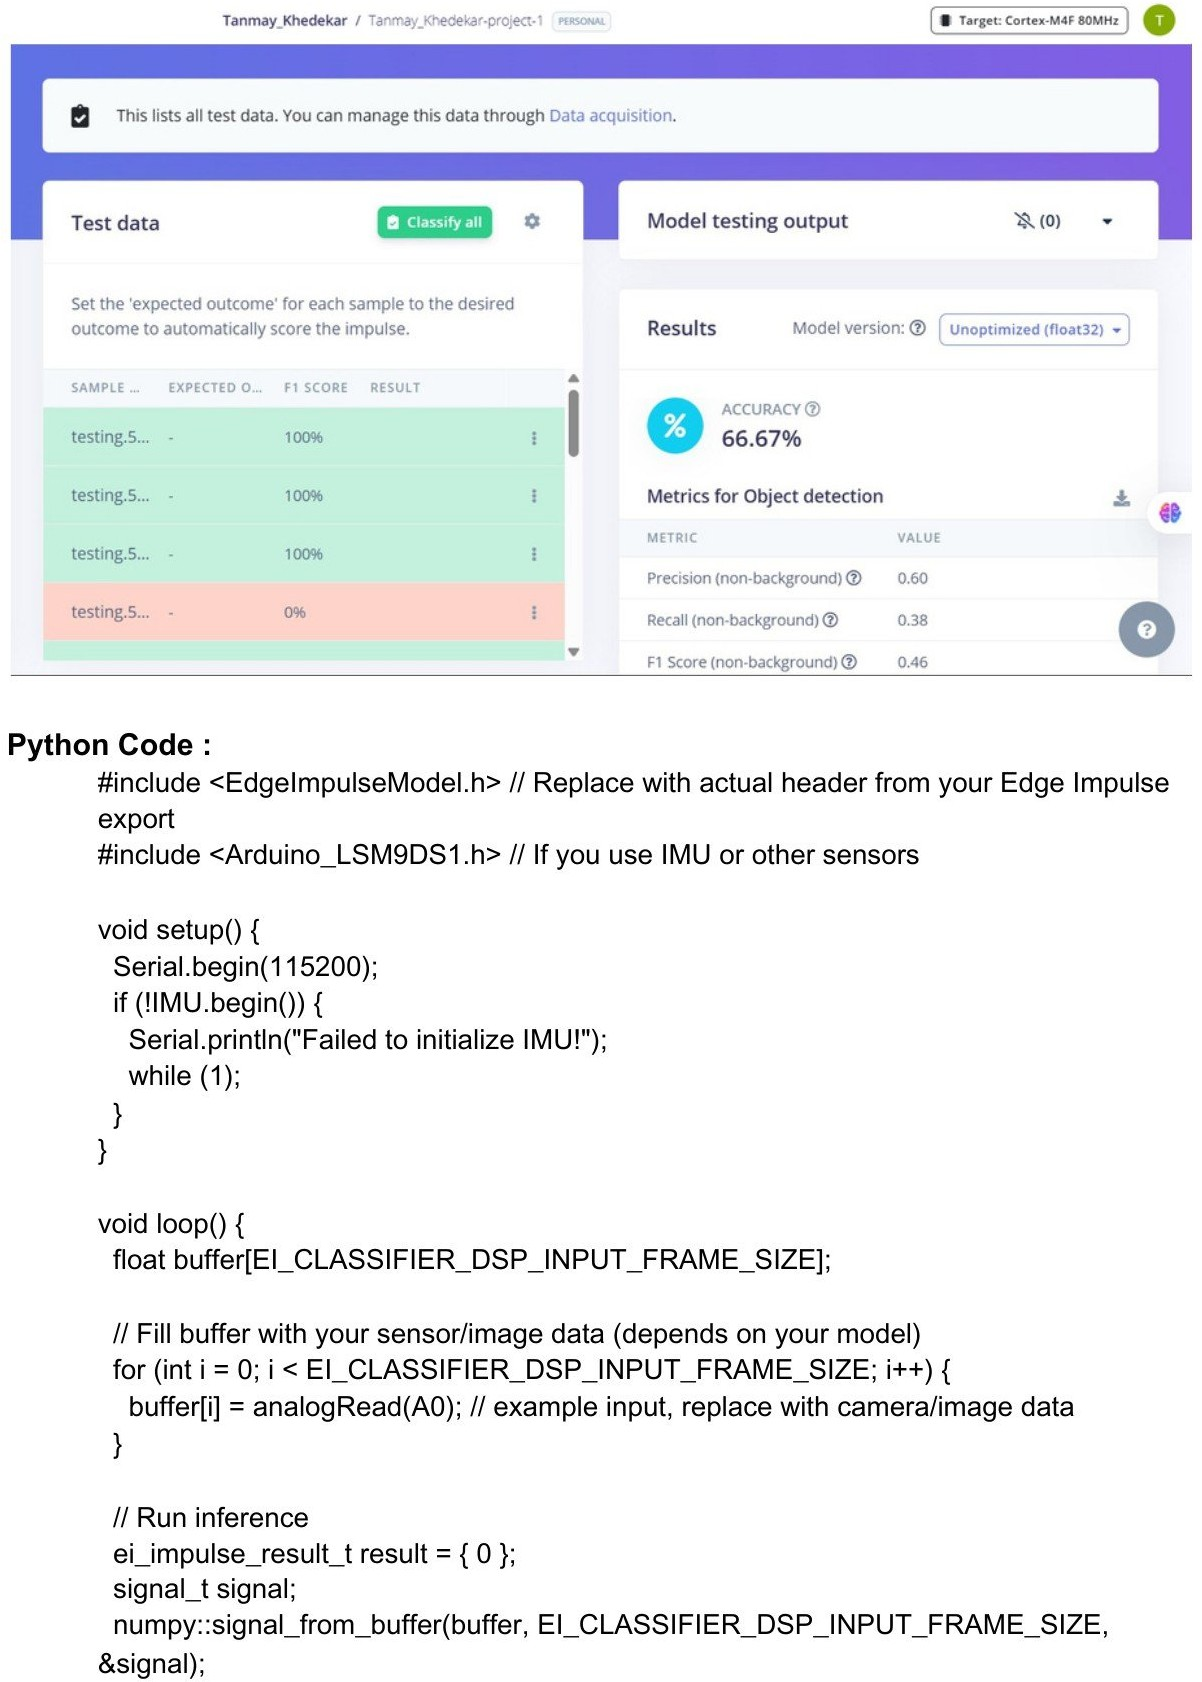 Tanmay_Khedekar / Tanmay_Khedekar-project-1 PERSONAL
Target: Cortex-M4F 80MHz
T
This lists all test data. You can manage this data through Data acquisition.
Test data
Classify all
Set the 'expected outcome' for each sample to the desired
outcome to automatically score the impulse.
SAMPLE ... EXPECTED O... F1 SCORE RESULT
testing.5... - 100%
testing.5... - 100%
testing.5... - 100%
testing.5... - 0%
Model testing output
(0)
Results
Model version: ? Unoptimized (float32)
%
ACCURACY ?
66.67%
Metrics for Object detection
METRIC VALUE
Precision (non-background) ? 0.60
Recall (non-background) ? 0.38
F1 Score (non-background) ? 0.46
?
Python Code :
#include <EdgeImpulseModel.h> // Replace with actual header from your Edge Impulse
export
#include <Arduino_LSM9DS1.h> // If you use IMU or other sensors
void setup() {
Serial.begin(115200);
if (!IMU.begin()) {
Serial.println("Failed to initialize IMU!");
while (1);
}
}
void loop() {
float buffer[EI_CLASSIFIER_DSP_INPUT_FRAME_SIZE];
// Fill buffer with your sensor/image data (depends on your model)
for (int i = 0; i < EI_CLASSIFIER_DSP_INPUT_FRAME_SIZE; i++) {
buffer[i] = analogRead(A0); // example input, replace with camera/image data
}
// Run inference
ei_impulse_result_t result = { 0 };
signal_t signal;
numpy::signal_from_buffer(buffer, EI_CLASSIFIER_DSP_INPUT_FRAME_SIZE,
&signal);